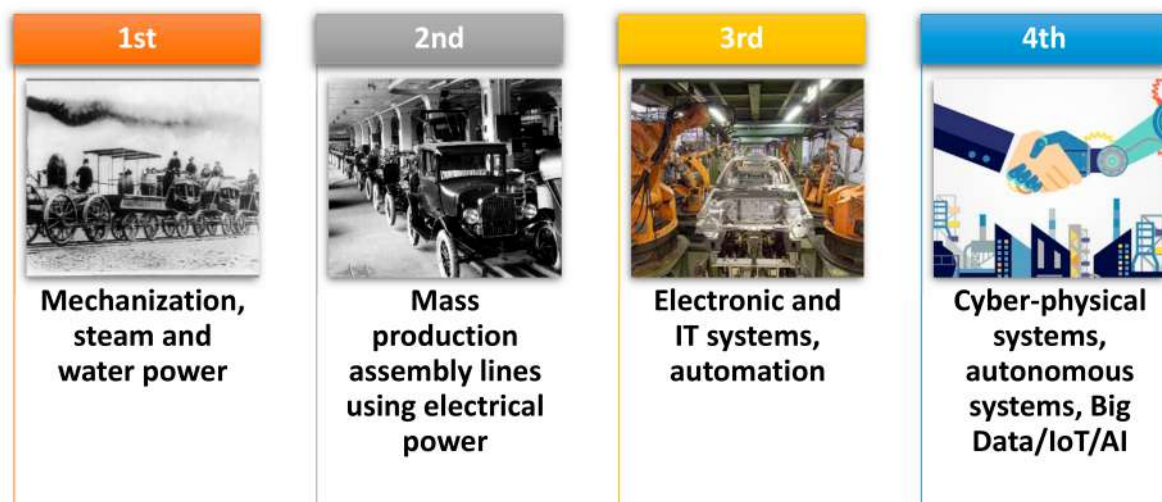 1st
Mechanization,
steam and
water power
2nd
Mass
production
assembly lines
using electrical
power
3rd
Electronic and
IT systems,
automation
4th
Cyber-physical
systems,
autonomous
systems, Big
Data/IoT/AI